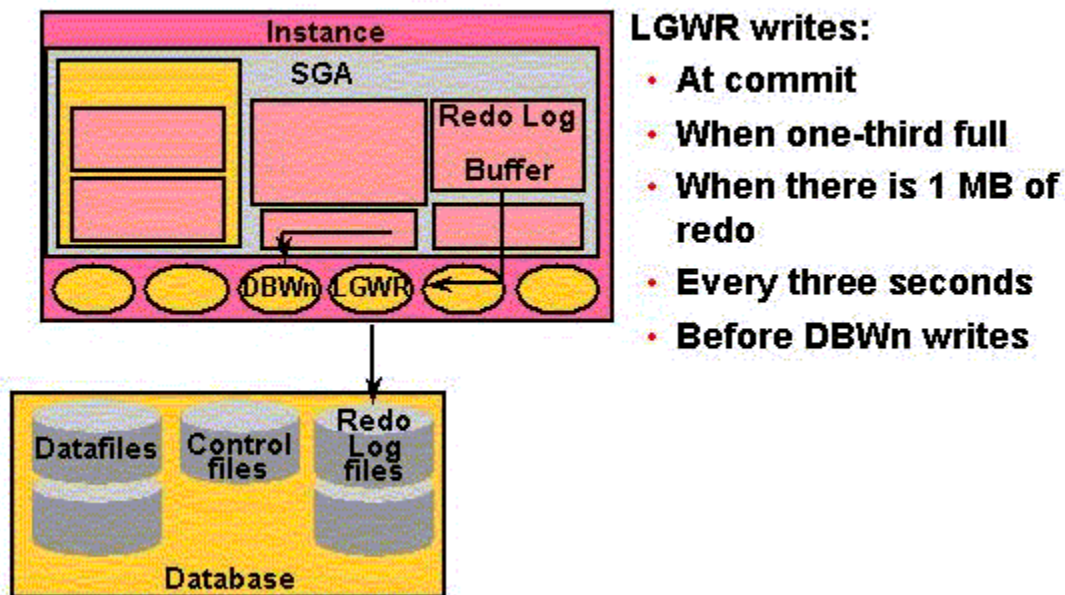 Instance
SGA
Redo Log
Buffer
DBWn
LGWR
Datafiles
Control
files
Redo
Log
files
Database
LGWR writes:
• At commit
• When one-third full
• When there is 1 MB of
redo
• Every three seconds
• Before DBWn writes